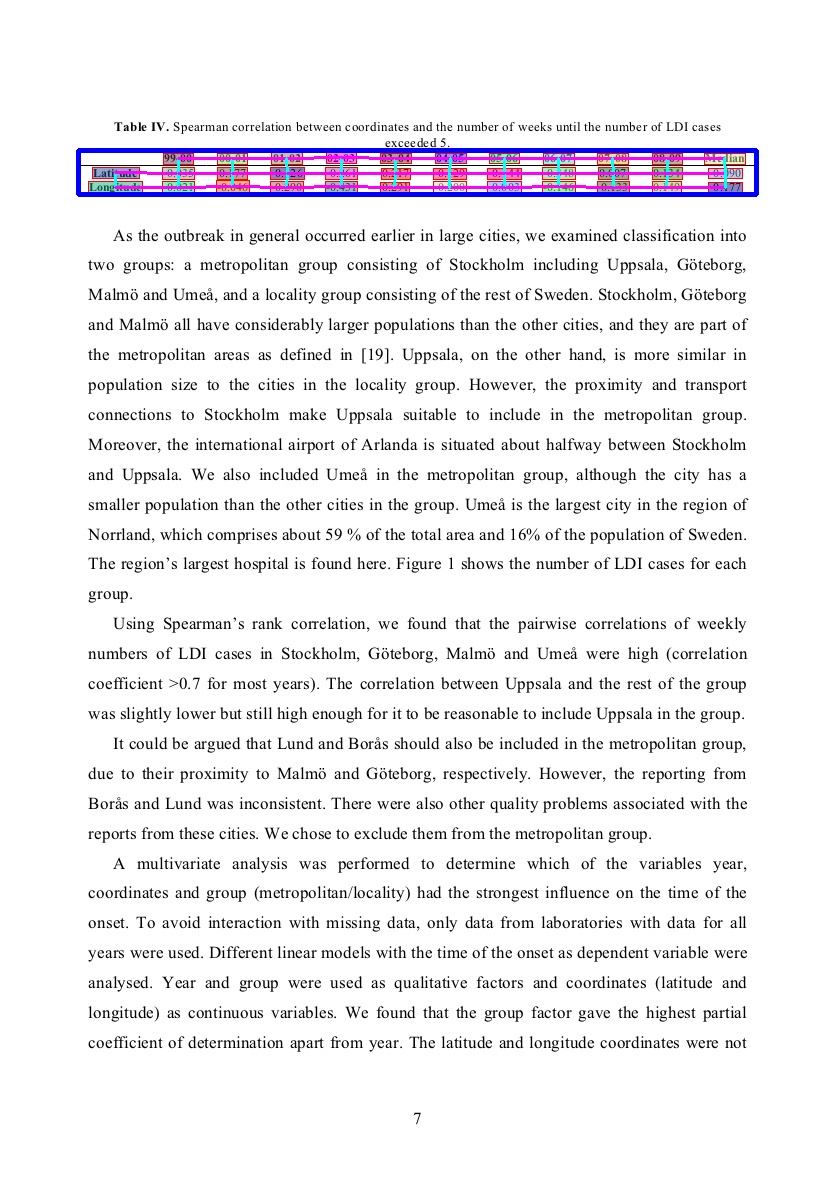 Table IV. Spearman correlation between coordinates and the number of weeks until the number of LDI cases
exceeded 5.
99-00 00-01 01-02 02-03 03-04 04-05 05-06 06-07 07-08 08-09 Median
Latitude
Longitude
As the outbreak in general occurred earlier in large cities, we examined classification into
two groups: a metropolitan group consisting of Stockholm including Uppsala, Göteborg,
Malmö and Umeå, and a locality group consisting of the rest of Sweden. Stockholm, Göteborg
and Malmö all have considerably larger populations than the other cities, and they are part of
the metropolitan areas as defined in [19]. Uppsala, on the other hand, is more similar in
population size to the cities in the locality group. However, the proximity and transport
connections to Stockholm make Uppsala suitable to include in the metropolitan group.
Moreover, the international airport of Arlanda is situated about halfway between Stockholm
and Uppsala. We also included Umeå in the metropolitan group, although the city has a
smaller population than the other cities in the group. Umeå is the largest city in the region of
Norrland, which comprises about 59 % of the total area and 16% of the population of Sweden.
The region’s largest hospital is found here. Figure 1 shows the number of LDI cases for each
group.
Using Spearman’s rank correlation, we found that the pairwise correlations of weekly
numbers of LDI cases in Stockholm, Göteborg, Malmö and Umeå were high (correlation
coefficient >0.7 for most years). The correlation between Uppsala and the rest of the group
was slightly lower but still high enough for it to be reasonable to include Uppsala in the group.
It could be argued that Lund and Borås should also be included in the metropolitan group,
due to their proximity to Malmö and Göteborg, respectively. However, the reporting from
Borås and Lund was inconsistent. There were also other quality problems associated with the
reports from these cities. We chose to exclude them from the metropolitan group.
A multivariate analysis was performed to determine which of the variables year,
coordinates and group (metropolitan/locality) had the strongest influence on the time of the
onset. To avoid interaction with missing data, only data from laboratories with data for all
years were used. Different linear models with the time of the onset as dependent variable were
analysed. Year and group were used as qualitative factors and coordinates (latitude and
longitude) as continuous variables. We found that the group factor gave the highest partial
coefficient of determination apart from year. The latitude and longitude coordinates were not
7